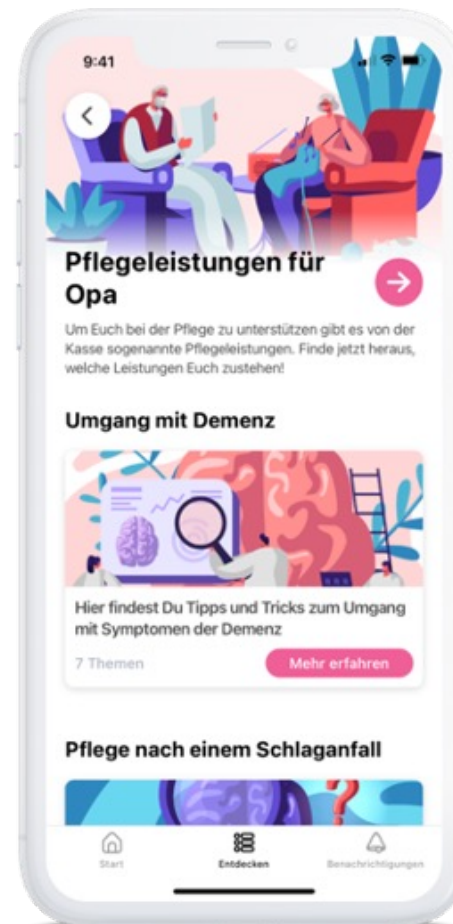 9:41
Pflegeleistungen für
Opa
Um Euch bei der Pflege zu unterstützen gibt es von der
Kasse sogenannte Pflegeleistungen. Finde jetzt heraus,
welche Leistungen Euch zustehen!
Umgang mit Demenz
Hier findest Du Tipps und Tricks zum Umgang
mit Symptomen der Demenz
7 Themen
Mehr erfahren
Pflege nach einem Schlaganfall
Start
Entdecken
Benachrichtigungen